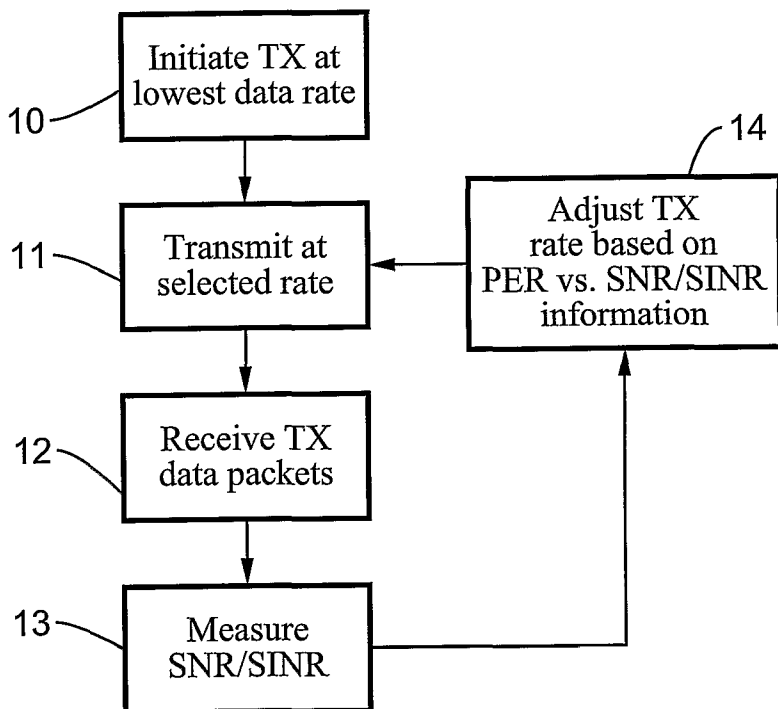 Initiate TX at
lowest data rate
10
14
Transmit at
selected rate
11
Adjust TX
rate based on
PER vs. SNR/SINR
information
Receive TX
data packets
12
Measure
SNR/SINR
13